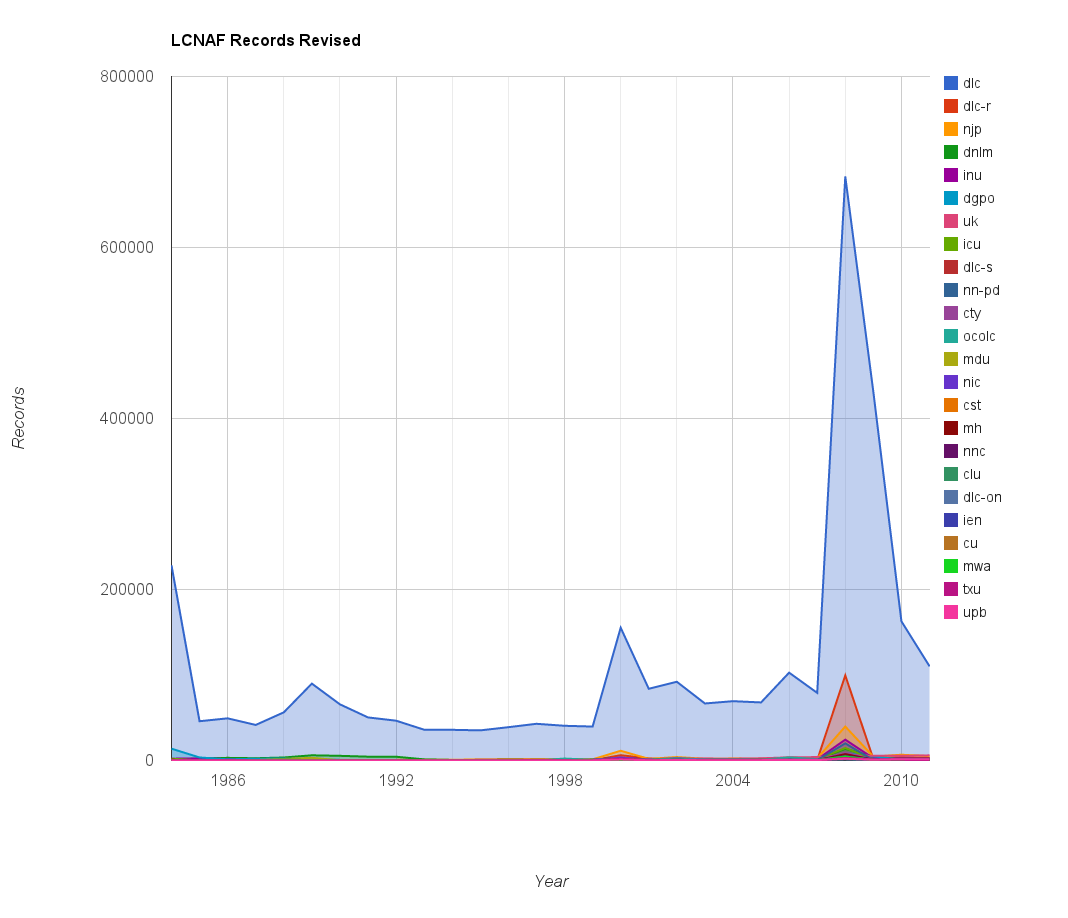 LCNAF Records Revised
800000
600000
400000
200000
0
Records
1986
1992
1998
2004
2010
Year
dlc
dlc-r
njp
dnlm
inu
dgpo
uk
icu
dlc-s
nn-pd
cty
ocolc
mdu
nic
cst
mh
nnc
clu
dlc-on
ien
cu
mwa
txu
upb